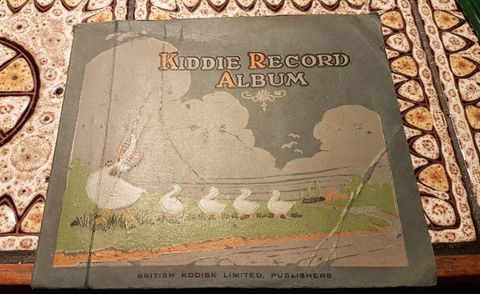 KIDDIE RECORD
ALBUM
BRITISH KODISK LIMITED, PUBLISHERS.